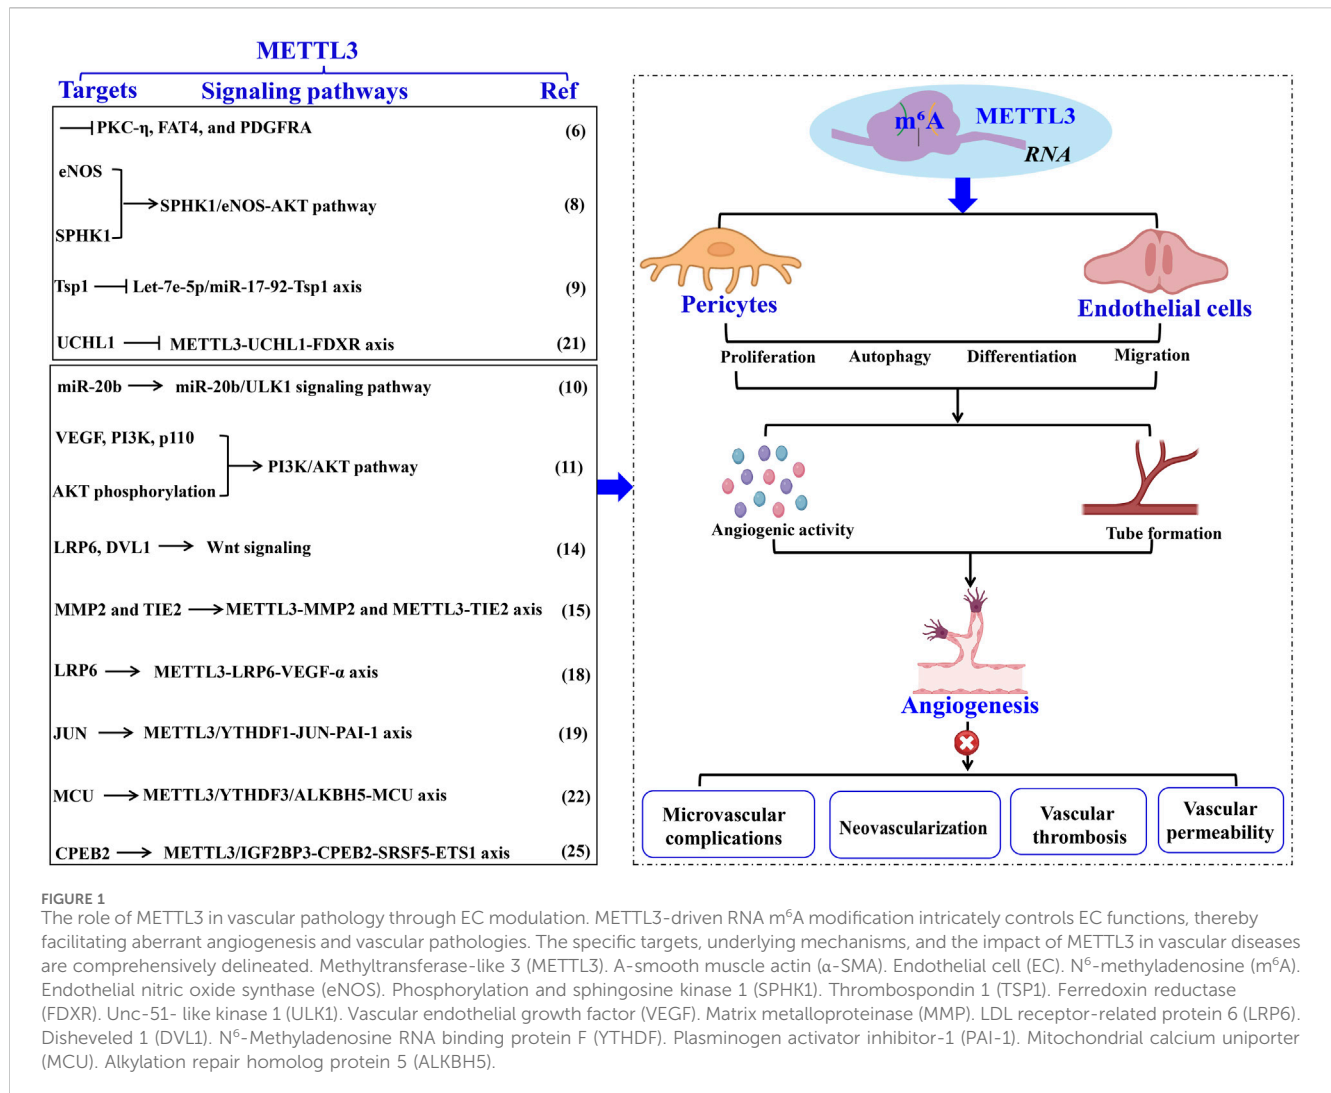 METTL3
Targets Signaling pathways Ref
PKC-η, FAT4, and PDGFRA (6)
eNOS
SPHK1/eNOS-AKT pathway (8)
SPHK1
Tsp1 Let-7e-5p/miR-17-92-Tsp1 axis (9)
UCHL1 METTL3-UCHL1-FDXR axis (21)
miR-20b miR-20b/ULK1 signaling pathway (10)
VEGF, PI3K, p110
PI3K/AKT pathway (11)
AKT phosphorylation
LRP6, DVL1 Wnt signaling (14)
MMP2 and TIE2 METTL3-MMP2 and METTL3-TIE2 axis (15)
LRP6 METTL3-LRP6-VEGF-α axis (18)
JUN METTL3/YTHDF1-JUN-PAI-1 axis (19)
MCU METTL3/YTHDF3/ALKBH5-MCU axis (22)
CPEB2 METTL3/IGF2BP3-CPEB2-SRSF5-ETS1 axis (25)
m⁶A METTL3
RNA
Pericytes Endothelial cells
Proliferation Autophagy Differentiation Migration
Angiogenic activity Tube formation
Angiogenesis
Microvascular
complications
Neovascularization
Vascular
thrombosis
Vascular
permeability
FIGURE 1
The role of METTL3 in vascular pathology through EC modulation. METTL3-driven RNA m⁶A modification intricately controls EC functions, thereby
facilitating aberrant angiogenesis and vascular pathologies. The specific targets, underlying mechanisms, and the impact of METTL3 in vascular diseases
are comprehensively delineated. Methyltransferase-like 3 (METTL3). A-smooth muscle actin (α-SMA). Endothelial cell (EC). N⁶-methyladenosine (m⁶A).
Endothelial nitric oxide synthase (eNOS). Phosphorylation and sphingosine kinase 1 (SPHK1). Thrombospondin 1 (TSP1). Ferredoxin reductase
(FDXR). Unc-51- like kinase 1 (ULK1). Vascular endothelial growth factor (VEGF). Matrix metalloproteinase (MMP). LDL receptor-related protein 6 (LRP6).
Disheveled 1 (DVL1). N⁶-Methyladenosine RNA binding protein F (YTHDF). Plasminogen activator inhibitor-1 (PAI-1). Mitochondrial calcium uniporter
(MCU). Alkylation repair homolog protein 5 (ALKBH5).